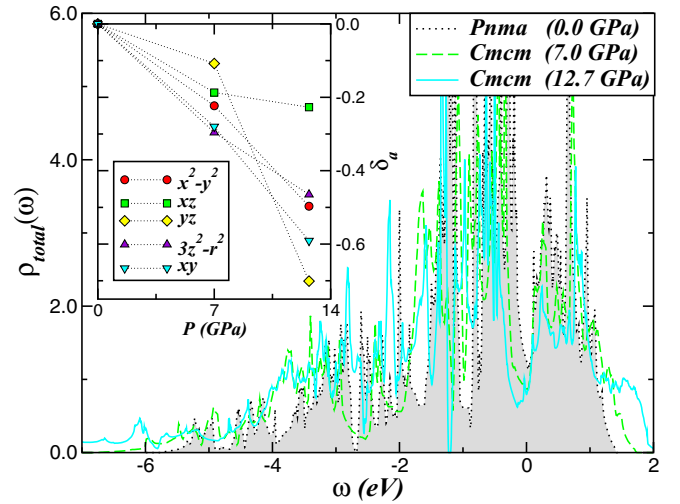 6.0
4.0
2.0
0.0
ρtotal(ω)
-6
-4
-2
0
2
ω (eV)
Pnma (0.0 GPa)
Cmcm (7.0 GPa)
Cmcm (12.7 GPa)
0.0
-0.2
-0.4
-0.6
δa
0
7
14
P (GPa)
x²-y²
xz
yz
3z²-r²
xy